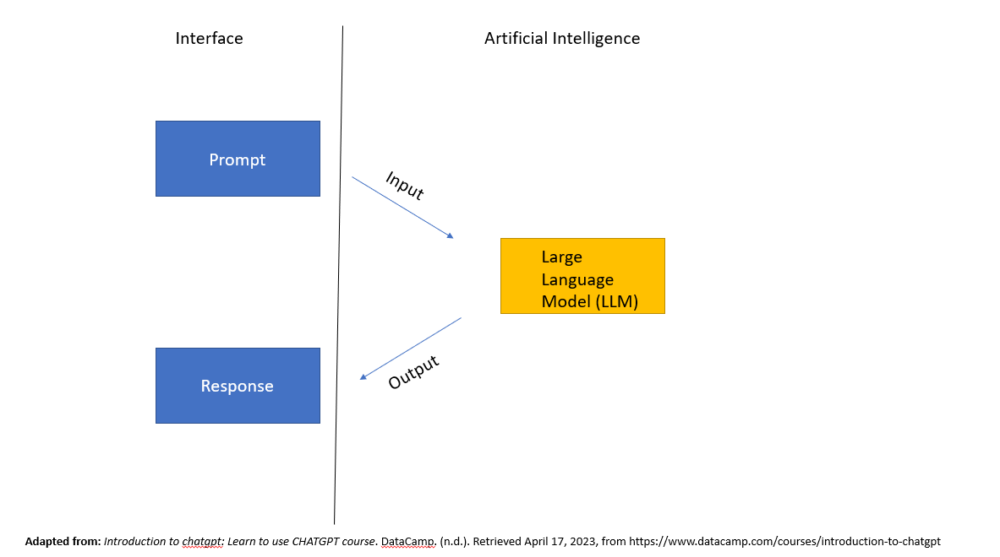 Interface
Artificial Intelligence
Prompt
Input
Large
Language
Model (LLM)
Output
Response
Adapted from: Introduction to chatgpt: Learn to use CHATGPT course. DataCamp. (n.d.). Retrieved April 17, 2023, from https://www.datacamp.com/courses/introduction-to-chatgpt